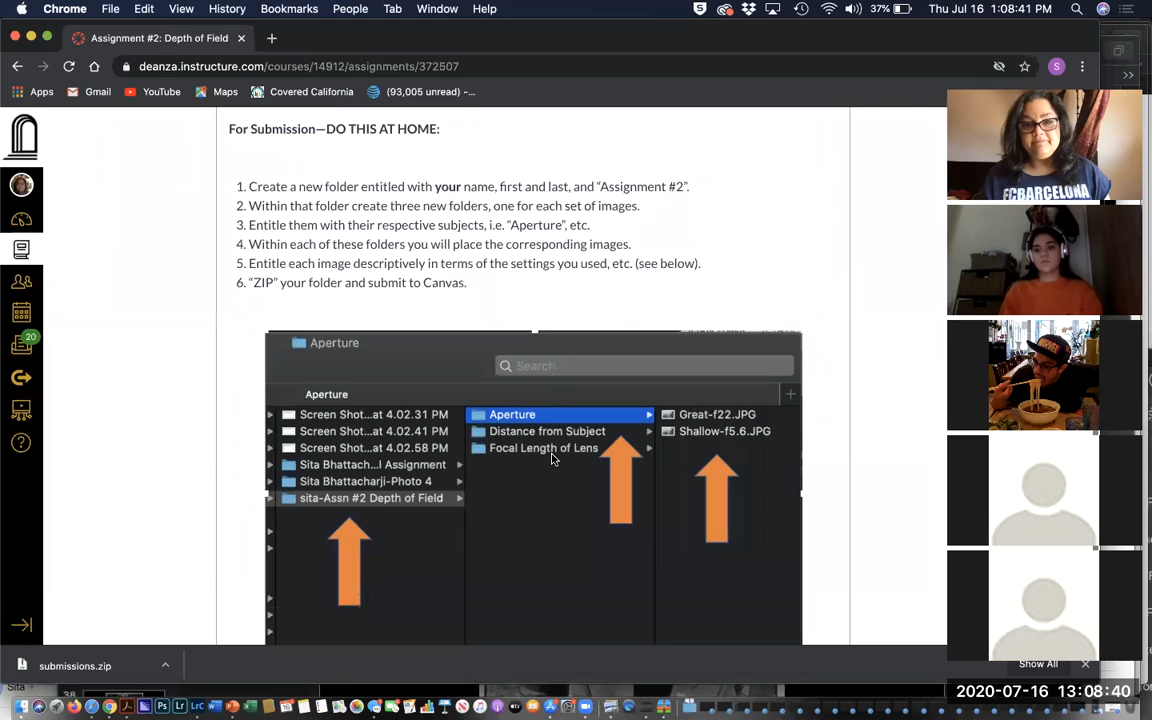 Chrome File Edit View History Bookmarks People Tab Window Help 37% Thu Jul 16 1:08:41 PM
Assignment #2: Depth of Field
deanza.instructure.com/courses/14912/assignments/372507
S
Apps Gmail YouTube Maps Covered California (93,005 unread) -...
For Submission—DO THIS AT HOME:
1. Create a new folder entitled with your name, first and last, and “Assignment #2”.
2. Within that folder create three new folders, one for each set of images.
3. Entitle them with their respective subjects, i.e. “Aperture”, etc.
4. Within each of these folders you will place the corresponding images.
5. Entitle each image descriptively in terms of the settings you used, etc. (see below).
6. “ZIP” your folder and submit to Canvas.
20
Aperture
Search
Aperture
Screen Shot...at 4.02.31 PM Aperture Great-f22.JPG
Screen Shot...at 4.02.41 PM Distance from Subject Shallow-f5.6.JPG
Screen Shot...at 4.02.58 PM Focal Length of Lens
Sita Bhattach...l Assignment
Sita Bhattacharji-Photo 4
sita-Assn #2 Depth of Field
FCBARCELONA
MARVEL
submissions.zip
Show All
Sita
38
2020-07-16 13:08:40